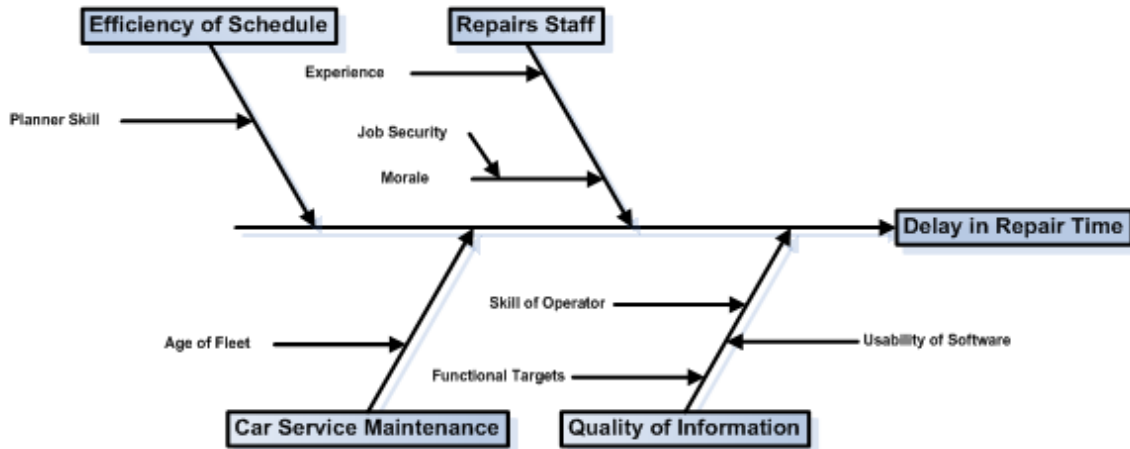 Efficiency of Schedule
Repairs Staff
Experience
Planner Skill
Job Security
Morale
Delay in Repair Time
Skill of Operator
Usability of Software
Age of Fleet
Functional Targets
Car Service Maintenance
Quality of Information